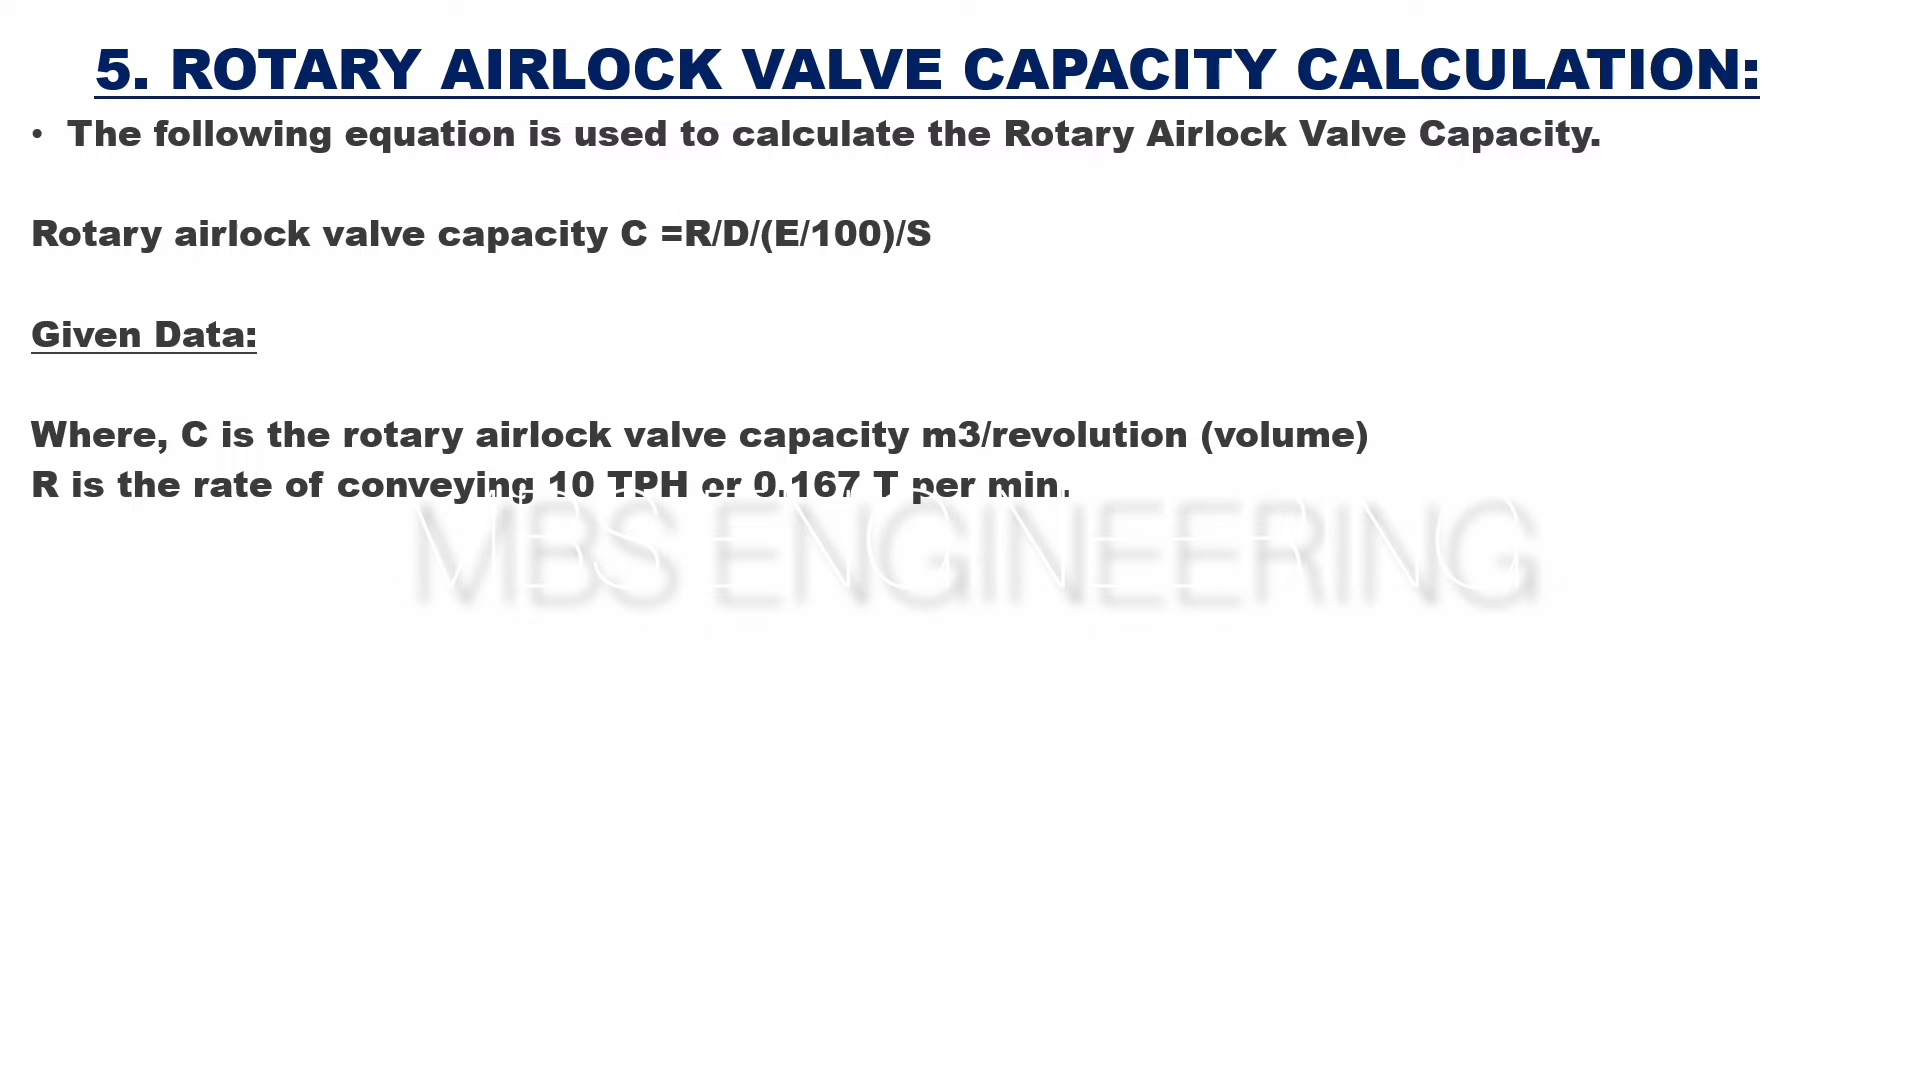 5. ROTARY AIRLOCK VALVE CAPACITY CALCULATION:
• The following equation is used to calculate the Rotary Airlock Valve Capacity.
Rotary airlock valve capacity C =R/D/(E/100)/S
Given Data:
Where, C is the rotary airlock valve capacity m3/revolution (volume)
R is the rate of conveying 10 TPH or 0.167 T per min.
MBS ENGINEERING